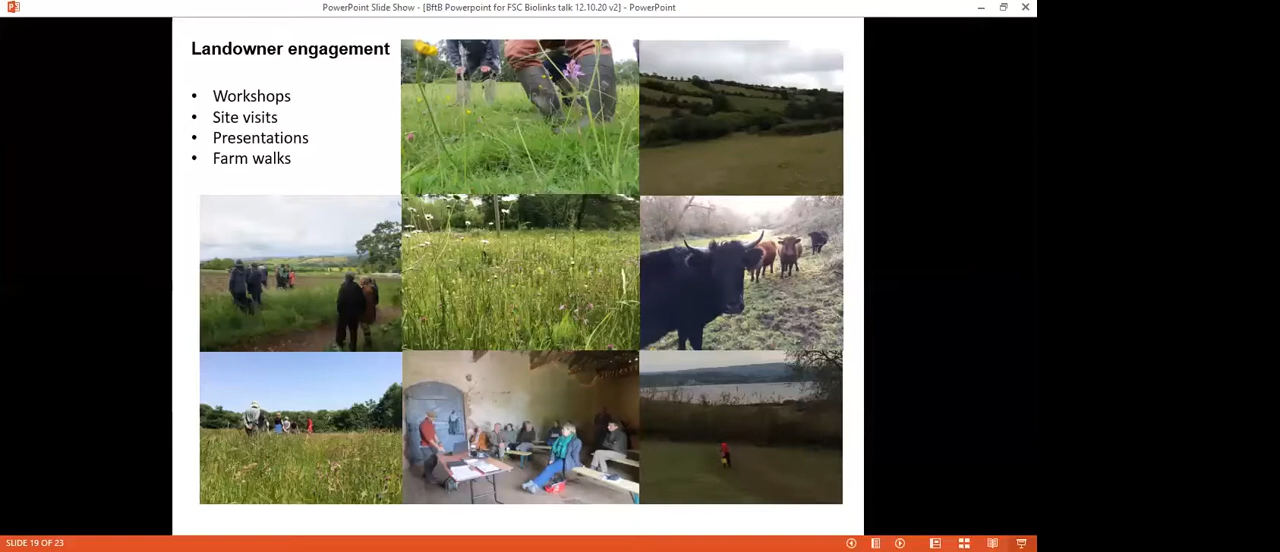 PowerPoint Slide Show - [BftB Powerpoint for FSC Biolinks talk 12.10.20 v2] - PowerPoint
Landowner engagement
• Workshops
• Site visits
• Presentations
• Farm walks
SLIDE 19 OF 23